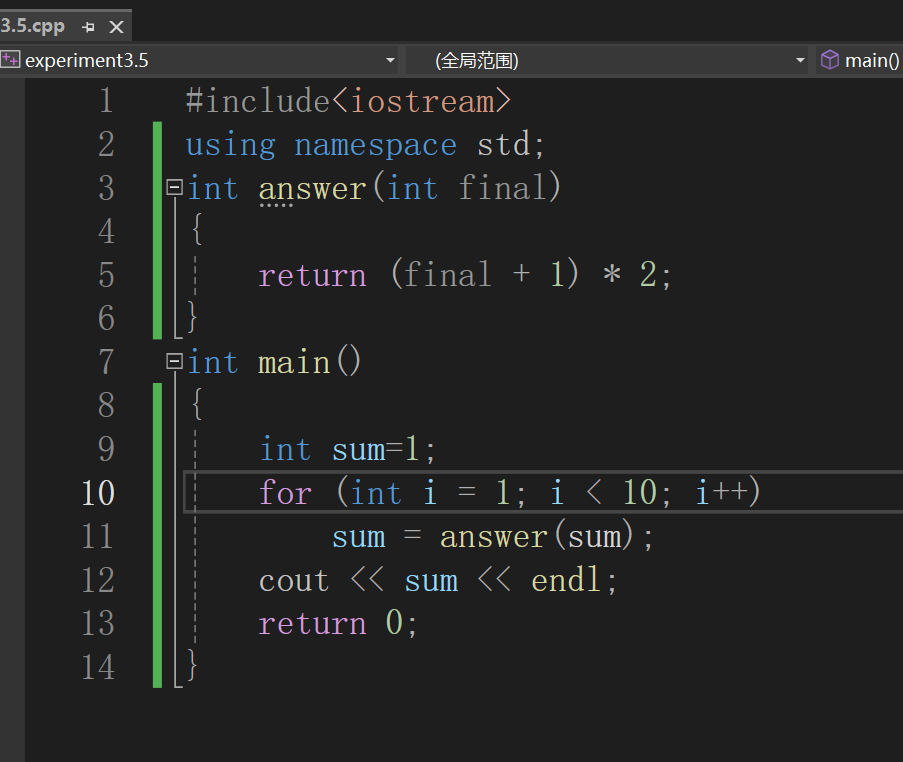 3.5.cpp
experiment3.5 (全局范围) main()
1 #include<iostream>
2 using namespace std;
3 int answer(int final)
4 {
5 return (final + 1) * 2;
6 }
7 int main()
8 {
9 int sum=1;
10 for (int i = 1; i < 10; i++)
11 sum = answer(sum);
12 cout << sum << endl;
13 return 0;
14 }